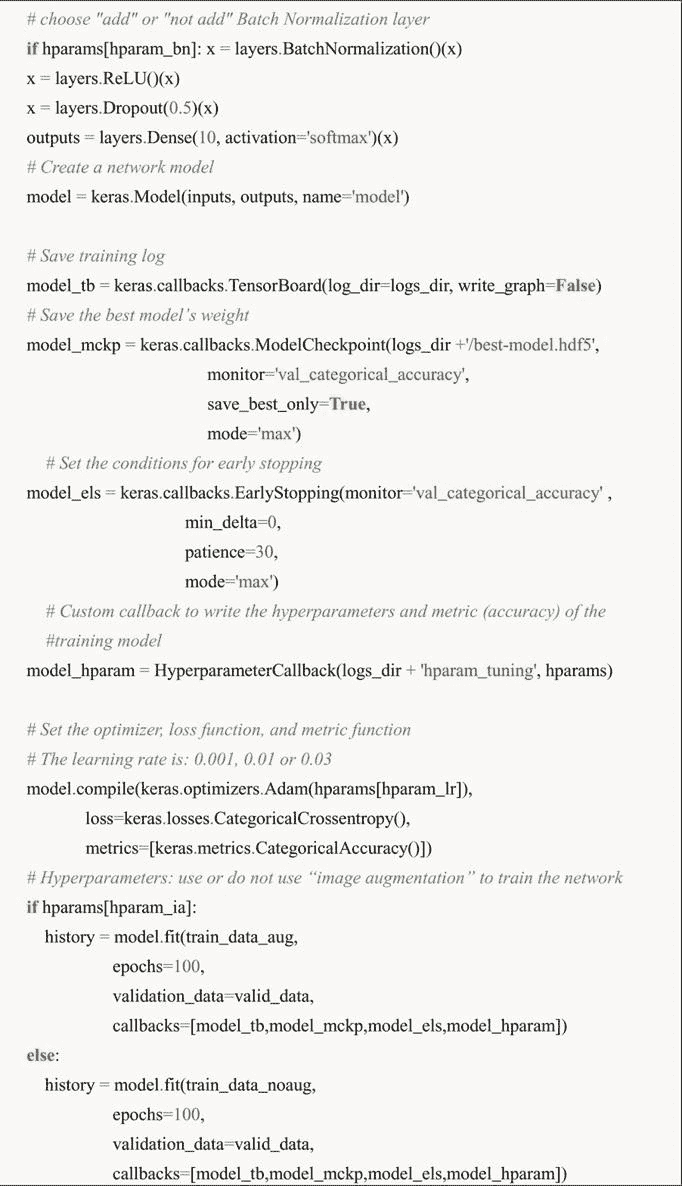 # choose "add" or "not add" Batch Normalization layer
if hparams[hparam_bn]: x = layers.BatchNormalization()(x)
x = layers.ReLU()(x)
x = layers.Dropout(0.5)(x)
outputs = layers.Dense(10, activation='softmax')(x)
# Create a network model
model = keras.Model(inputs, outputs, name='model')
# Save training log
model_tb = keras.callbacks.TensorBoard(log_dir=logs_dir, write_graph=False)
# Save the best model’s weight
model_mckp = keras.callbacks.ModelCheckpoint(logs_dir +'/best-model.hdf5',
monitor='val_categorical_accuracy',
save_best_only=True,
mode='max')
# Set the conditions for early stopping
model_els = keras.callbacks.EarlyStopping(monitor='val_categorical_accuracy' ,
min_delta=0,
patience=30,
mode='max')
# Custom callback to write the hyperparameters and metric (accuracy) of the
#training model
model_hparam = HyperparameterCallback(logs_dir + 'hparam_tuning', hparams)
# Set the optimizer, loss function, and metric function
# The learning rate is: 0.001, 0.01 or 0.03
model.compile(keras.optimizers.Adam(hparams[hparam_lr]),
loss=keras.losses.CategoricalCrossentropy(),
metrics=[keras.metrics.CategoricalAccuracy()])
# Hyperparameters: use or do not use “image augmentation” to train the network
if hparams[hparam_ia]:
history = model.fit(train_data_aug,
epochs=100,
validation_data=valid_data,
callbacks=[model_tb,model_mckp,model_els,model_hparam])
else:
history = model.fit(train_data_noaug,
epochs=100,
validation_data=valid_data,
callbacks=[model_tb,model_mckp,model_els,model_hparam])